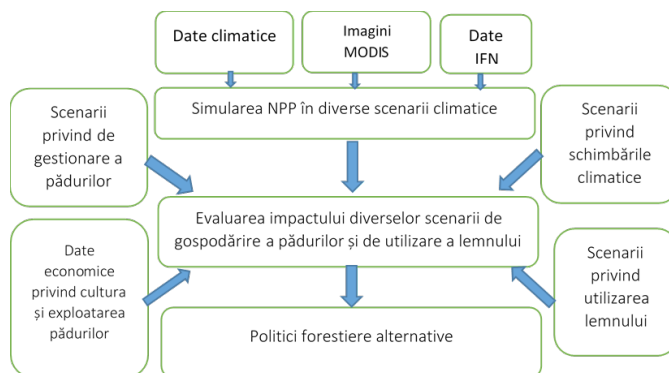 Date climatice
Imagini
MODIS
Date
IFN
Simularea NPP în diverse scenarii climatice
Scenarii
privind de
gestionare a
pădurilor
Scenarii
privind
schimbările
climatice
Evaluarea impactului diverselor scenarii de
gospodărire a pădurilor și de utilizare a lemnului
Date
economice
privind cultura
și exploatarea
pădurilor
Scenarii
privind
utilizarea
lemnului
Politici forestiere alternative